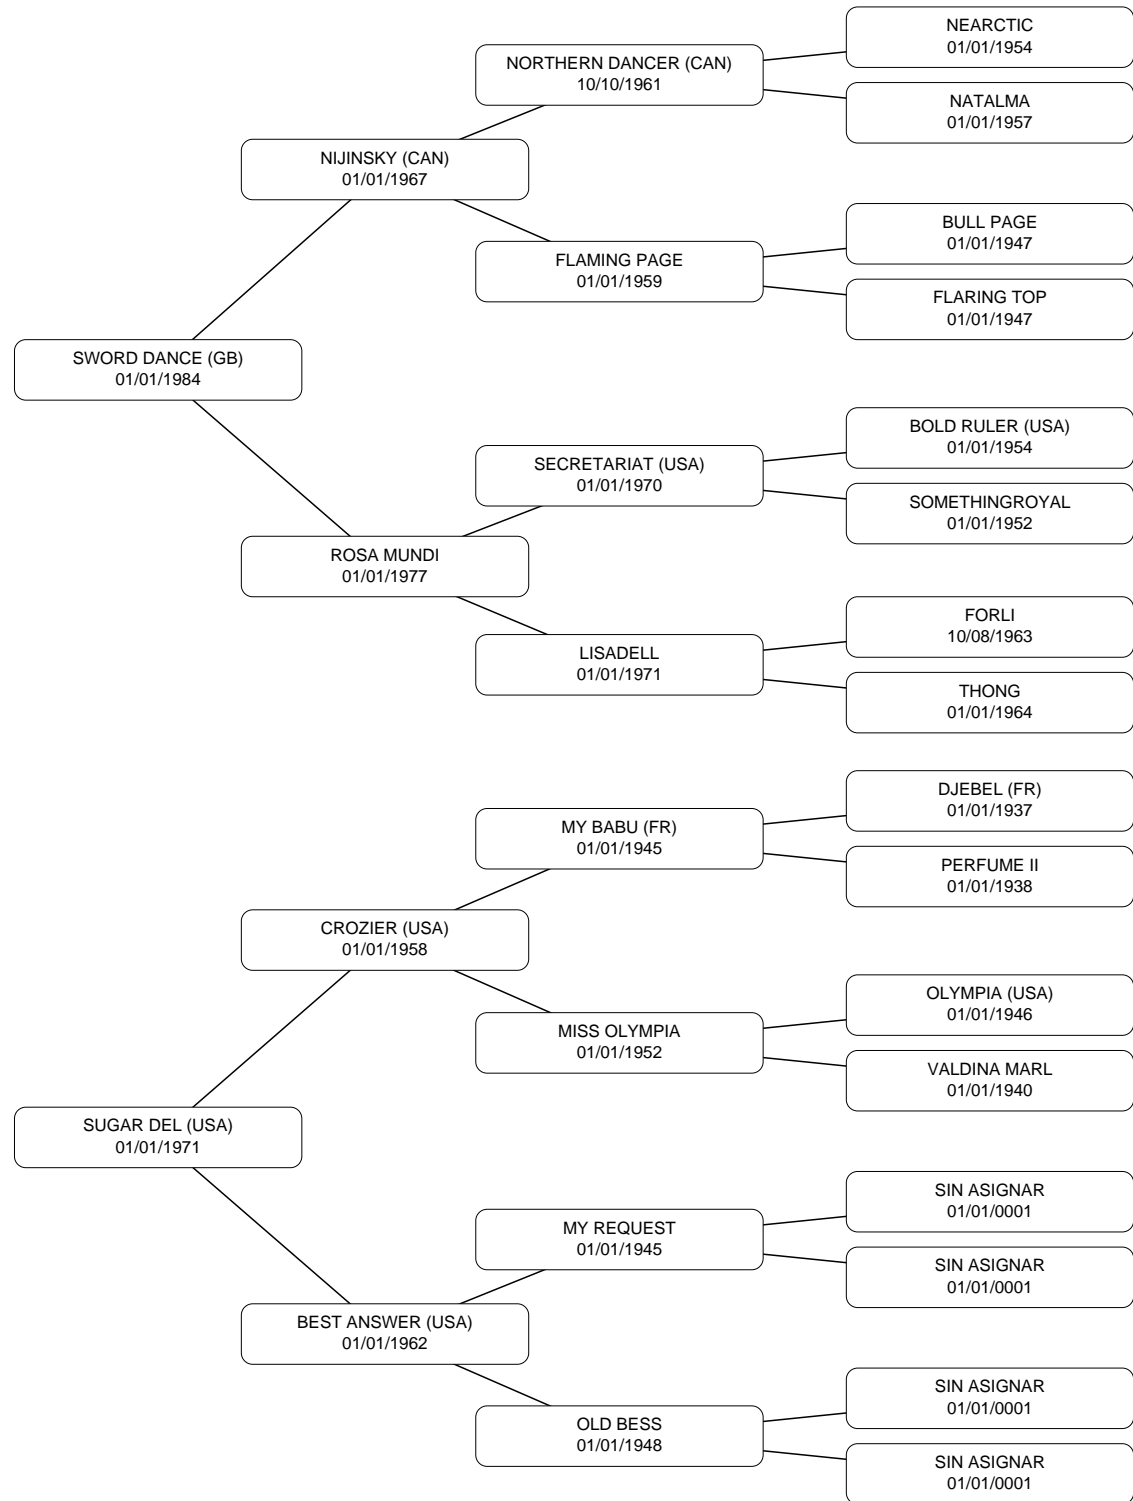 NEARCTIC
01/01/1954
NORTHERN DANCER (CAN)
10/10/1961
NATALMA
01/01/1957
NIJINSKY (CAN)
01/01/1967
BULL PAGE
01/01/1947
FLAMING PAGE
01/01/1959
FLARING TOP
01/01/1947
SWORD DANCE (GB)
01/01/1984
BOLD RULER (USA)
01/01/1954
SECRETARIAT (USA)
01/01/1970
SOMETHINGROYAL
01/01/1952
ROSA MUNDI
01/01/1977
FORLI
10/08/1963
LISADELL
01/01/1971
THONG
01/01/1964
DJEBEL (FR)
01/01/1937
MY BABU (FR)
01/01/1945
PERFUME II
01/01/1938
CROZIER (USA)
01/01/1958
OLYMPIA (USA)
01/01/1946
MISS OLYMPIA
01/01/1952
VALDINA MARL
01/01/1940
SUGAR DEL (USA)
01/01/1971
SIN ASIGNAR
01/01/0001
MY REQUEST
01/01/1945
SIN ASIGNAR
01/01/0001
BEST ANSWER (USA)
01/01/1962
SIN ASIGNAR
01/01/0001
OLD BESS
01/01/1948
SIN ASIGNAR
01/01/0001